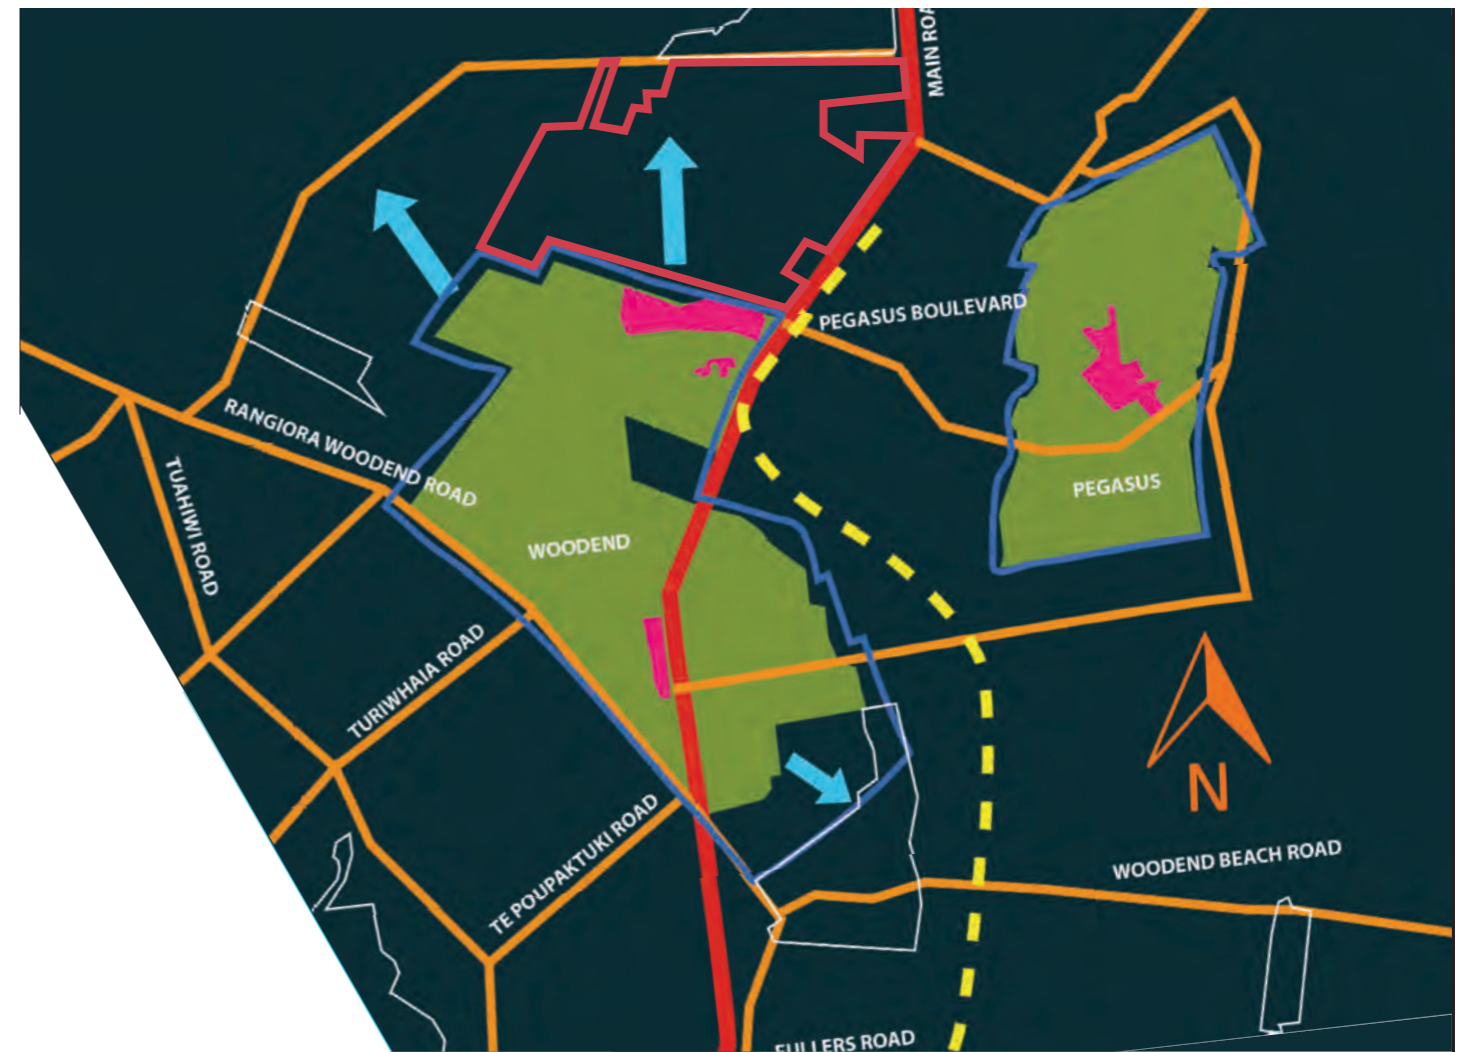 MAIN ROA
PEGASUS BOULEVARD
RANGIORA WOODEND ROAD
TUAHIWI ROAD
PEGASUS
WOODEND
TURIWHAIA ROAD
N
TE POUPAKTUKI ROAD
WOODEND BEACH ROAD
FULLERS ROAD